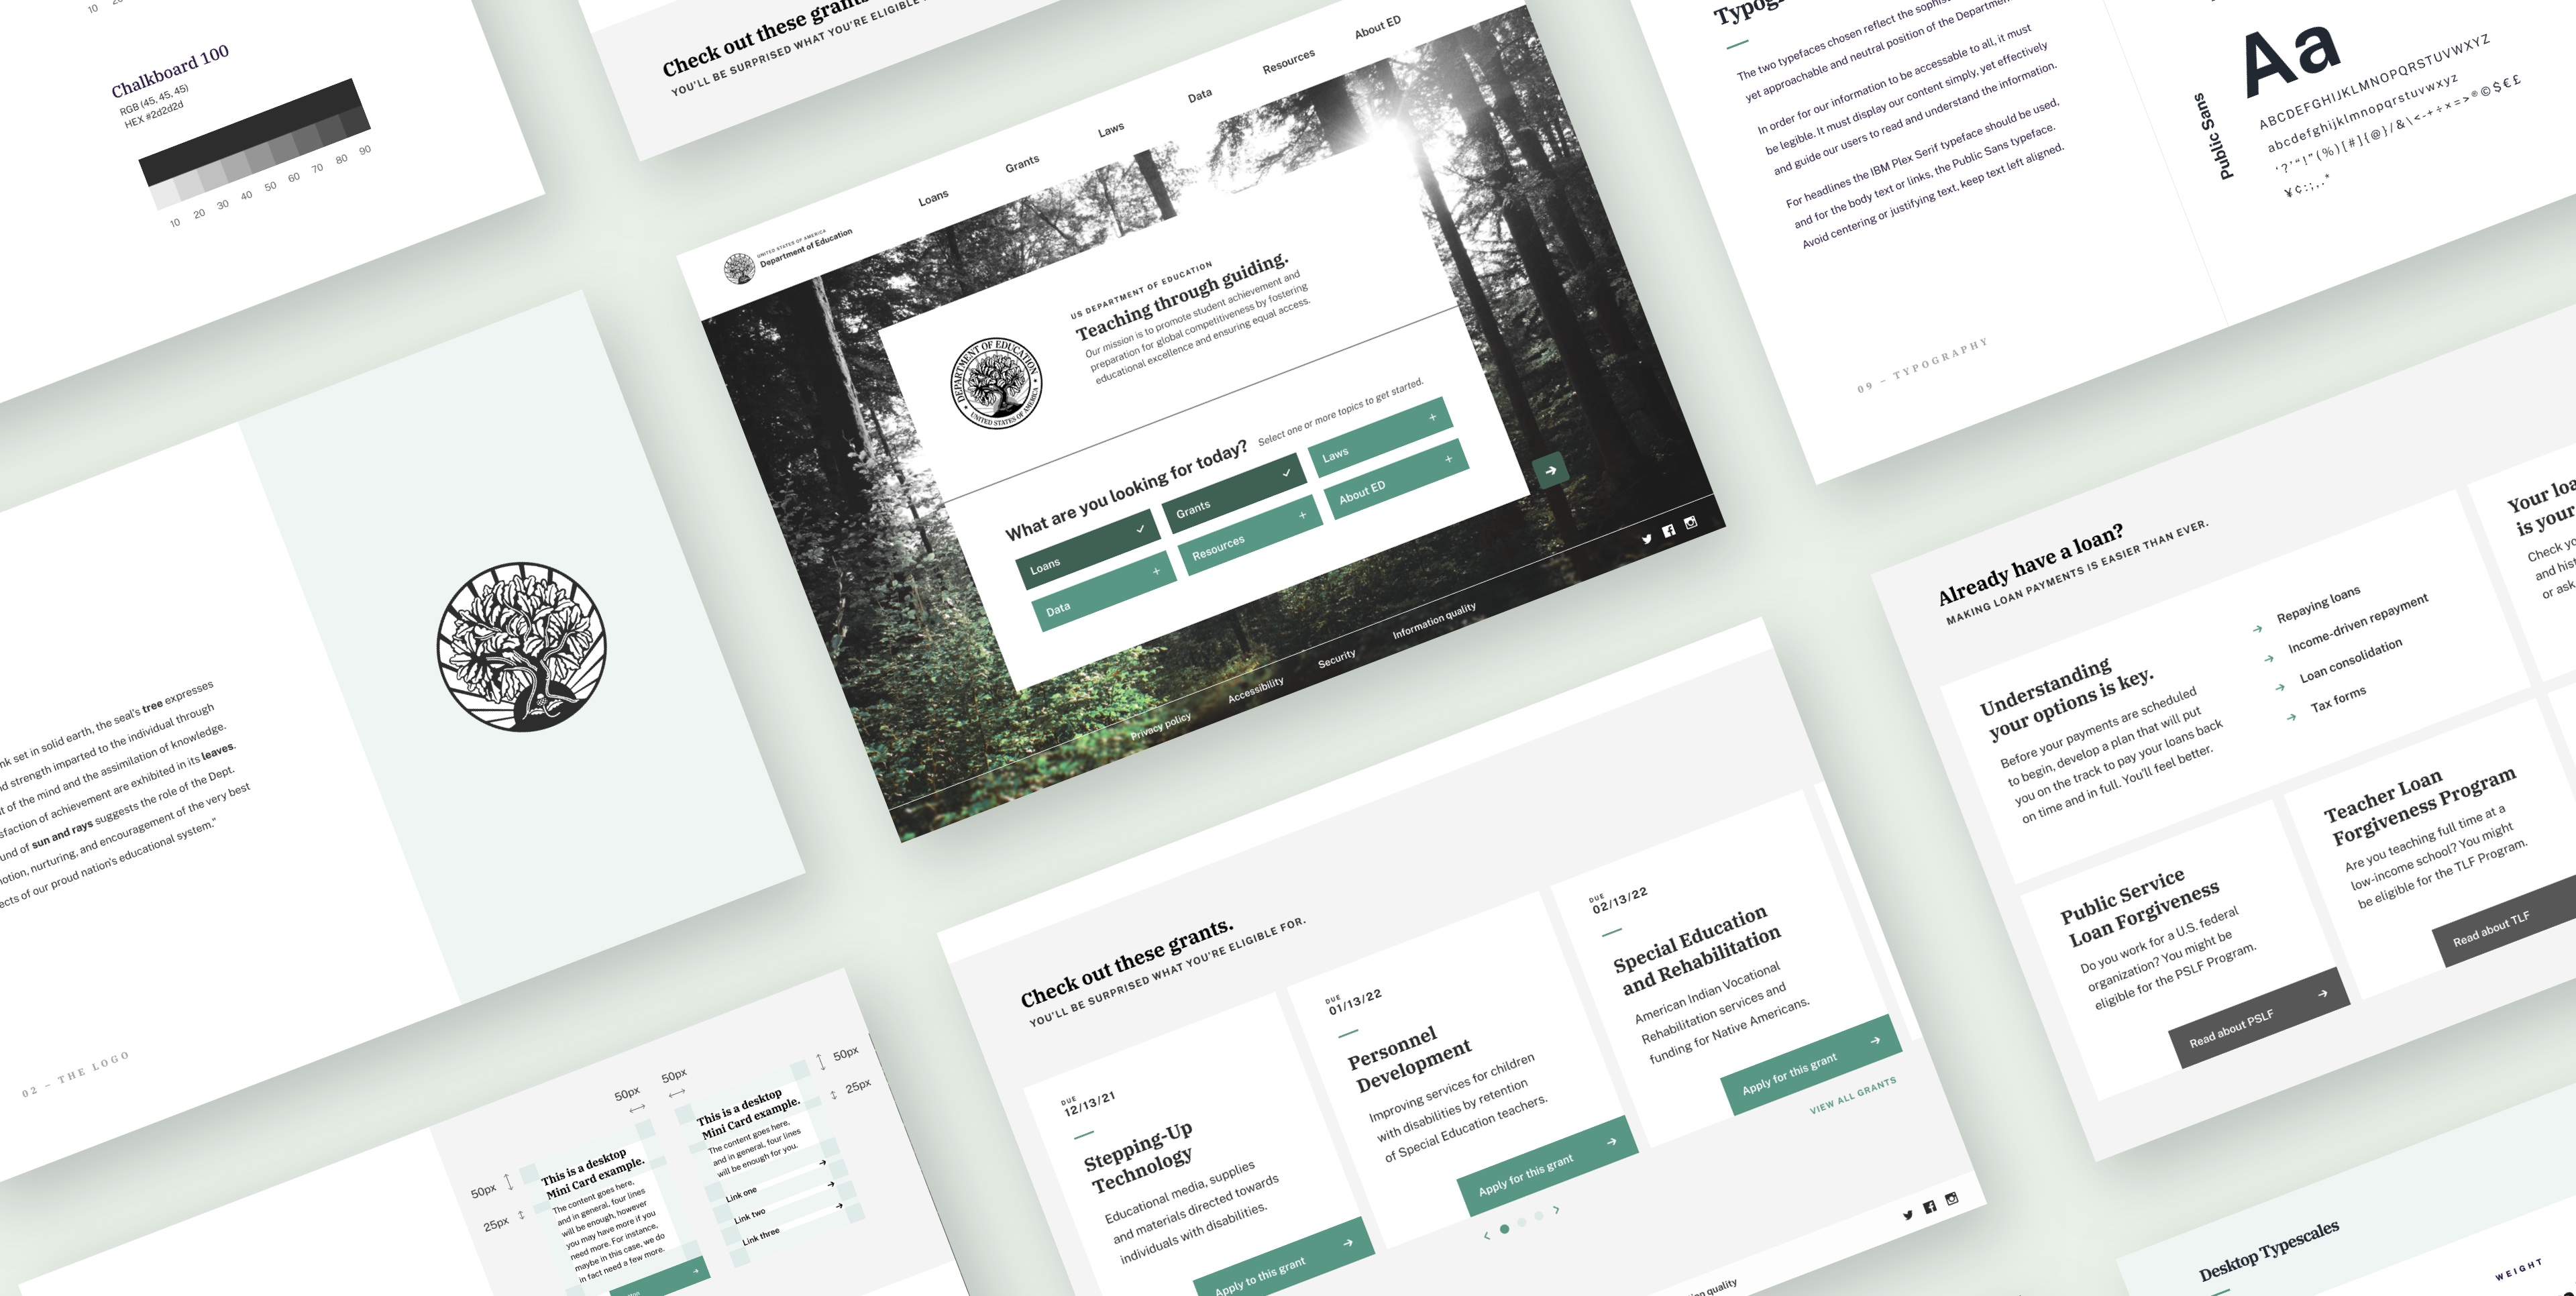 10
Chalkboard 100
RGB (45, 45, 45)
HEX #2d2d2d
10 20 30 40 50 60 70 80 90
Check out these grants
YOU'LL BE SURPRISED WHAT YOU'RE ELIGIBLE
UNITED STATES OF AMERICA
Department of Education
Loans
Grants
Laws
Data
Resources
About ED
DEPARTMENT OF EDUCATION
UNITED STATES OF AMERICA
US DEPARTMENT OF EDUCATION
Teaching through guiding.
Our mission is to promote student achievement and
preparation for global competitiveness by fostering
educational excellence and ensuring equal access.
What are you looking for today?
Select one or more topics to get started.
Loans
Grants
Laws
Data
Resources
About ED
Privacy policy
Accessibility
Security
Information quality
The two typefaces chosen reflect the
yet approachable and neutral position of the
In order for our information to be accessable to all, it must
be legible. It must display our content simply, yet effectively
and guide our users to read and understand the information.
For headlines the IBM Plex Serif typeface should be used,
and for the body text or links, the Public Sans typeface.
Avoid centering or justifying text, keep text left aligned.
09 – TYPOGRAPHY
Public Sans
Aa
ABCDEFGHIJKLMNOPQRSTUVWXYZ
abcdefghijklmnopqrstuvwxyz
‘?’“!”(%)[#]{@}/&\<-+÷×=>®©$€£
¥¢:;,.*
set in solid earth, the seal's tree expresses
strength imparted to the individual through
of the mind and the assimilation of knowledge.
of achievement are exhibited in its leaves.
of sun and rays suggests the role of the Dept.
nurturing, and encouragement of the very best
of our proud nation's educational system."
02 – THE LOGO
50px
50px
50px
25px
50px
25px
This is a desktop
Mini Card example.
The content goes here,
and in general, four lines
will be enough, however
you may have more if you
need more. For instance,
maybe in this case, we do
in fact need a few more.
This is a desktop
Mini Card example.
The content goes here,
and in general, four lines
will be enough for you.
Link one
Link two
Link three
Check out these grants.
YOU'LL BE SURPRISED WHAT YOU'RE ELIGIBLE FOR.
DUE
12/13/21
Stepping-Up
Technology
Educational media, supplies
and materials directed towards
individuals with disabilities.
Apply to this grant
DUE
01/13/22
Personnel
Development
Improving services for children
with disabilities by retention
of Special Education teachers.
Apply for this grant
DUE
02/13/22
Special Education
and Rehabilitation
American Indian Vocational
Rehabilitation services and
funding for Native Americans.
Apply for this grant
VIEW ALL GRANTS
quality
Already have a loan?
MAKING LOAN PAYMENTS IS EASIER THAN EVER.
Understanding
your options is key.
Before your payments are scheduled
to begin, develop a plan that will put
you on the track to pay your loans back
on time and in full. You'll feel better.
Repaying loans
Income-driven repayment
Loan consolidation
Tax forms
Your
is your
Check
and
or ask
Public Service
Loan Forgiveness
Do you work for a U.S. federal
organization? You might be
eligible for the PSLF Program.
Read about PSLF
Teacher Loan
Forgiveness Program
Are you teaching full time at a
low-income school? You might
be eligible for the TLF Program.
Read about TLF
Desktop Typescales
WEIGHT